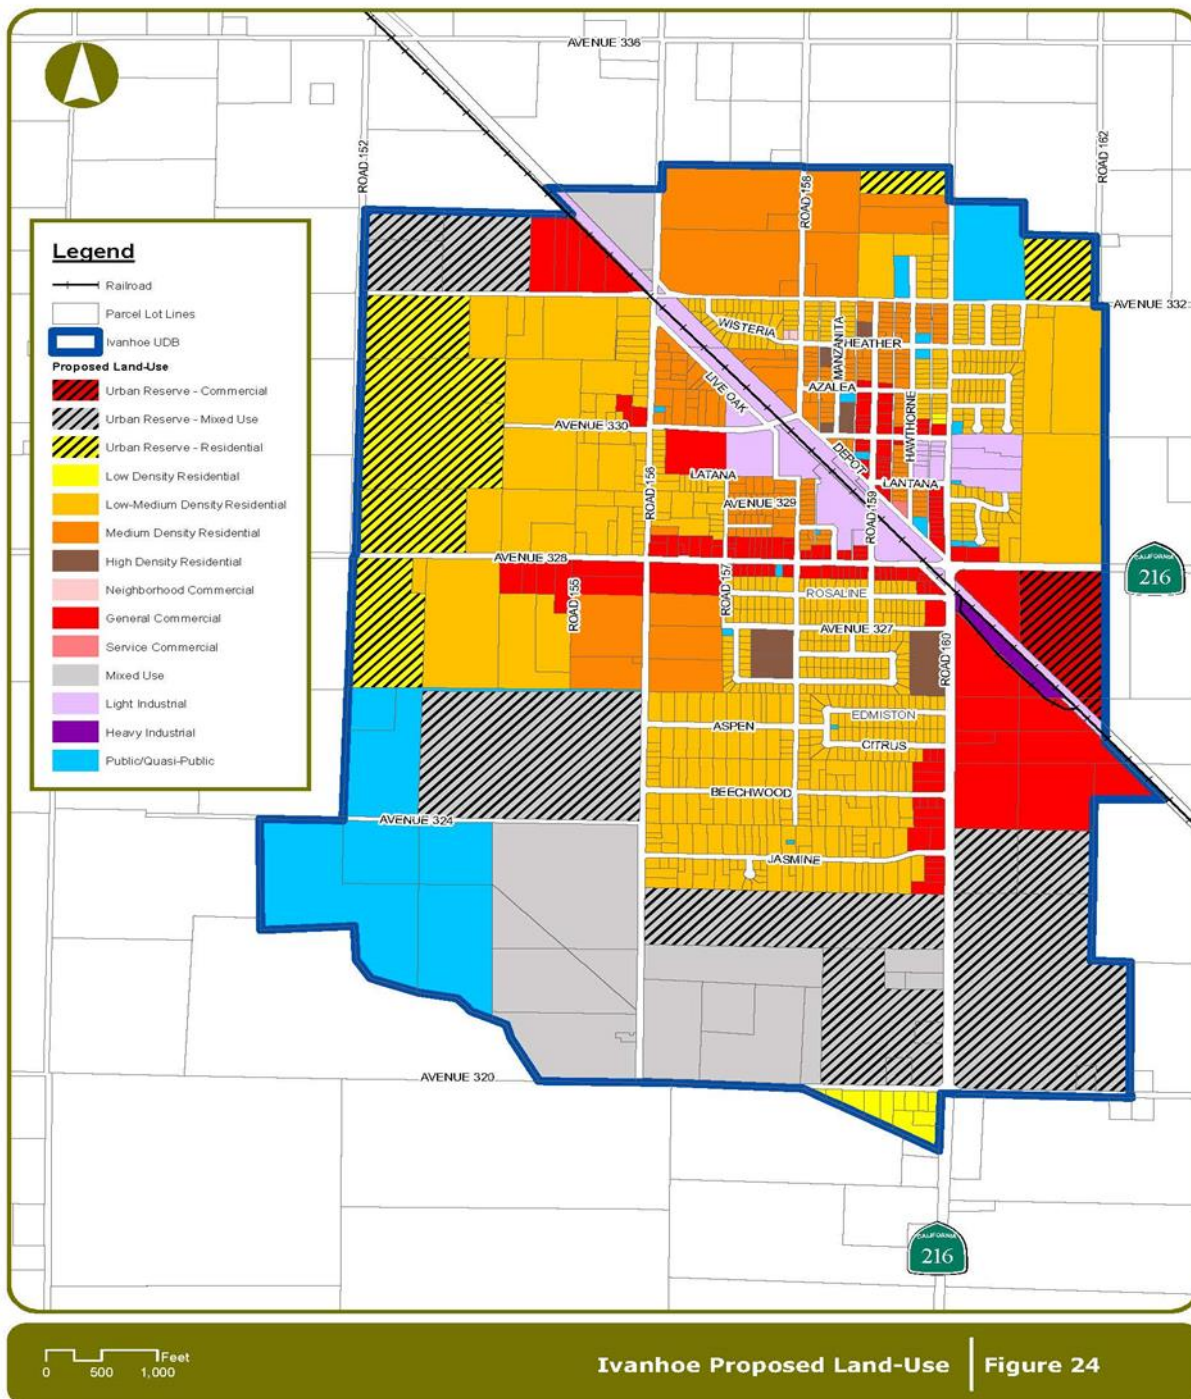 AVENUE 336
ROAD 152
ROAD 158
ROAD 162
Legend
Railroad
Parcel Lot Lines
Ivanhoe UDB
Proposed Land-Use
Urban Reserve - Commercial
Urban Reserve - Mixed Use
Urban Reserve - Residential
Low Density Residential
Low-Medium Density Residential
Medium Density Residential
High Density Residential
Neighborhood Commercial
General Commercial
Service Commercial
Mixed Use
Light Industrial
Heavy Industrial
Public/Quasi-Public
AVENUE 332
WISTERIA
MANZANITA
HEATHER
LIVE OAK
AZALEA
HAWTHORNE
AVENUE 330
DEPOT
LATANA
LANTANA
ROAD 156
AVENUE 329
ROAD 159
AVENUE 328
ROAD 155
ROAD 157
ROSALINE
AVENUE 327
ROAD 160
CALIFORNIA
216
EDMISTON
ASPEN
CITRUS
BEECHWOOD
AVENUE 324
JASMINE
AVENUE 320
CALIFORNIA
216
Feet
0 500 1,000
Ivanhoe Proposed Land-Use
Figure 24